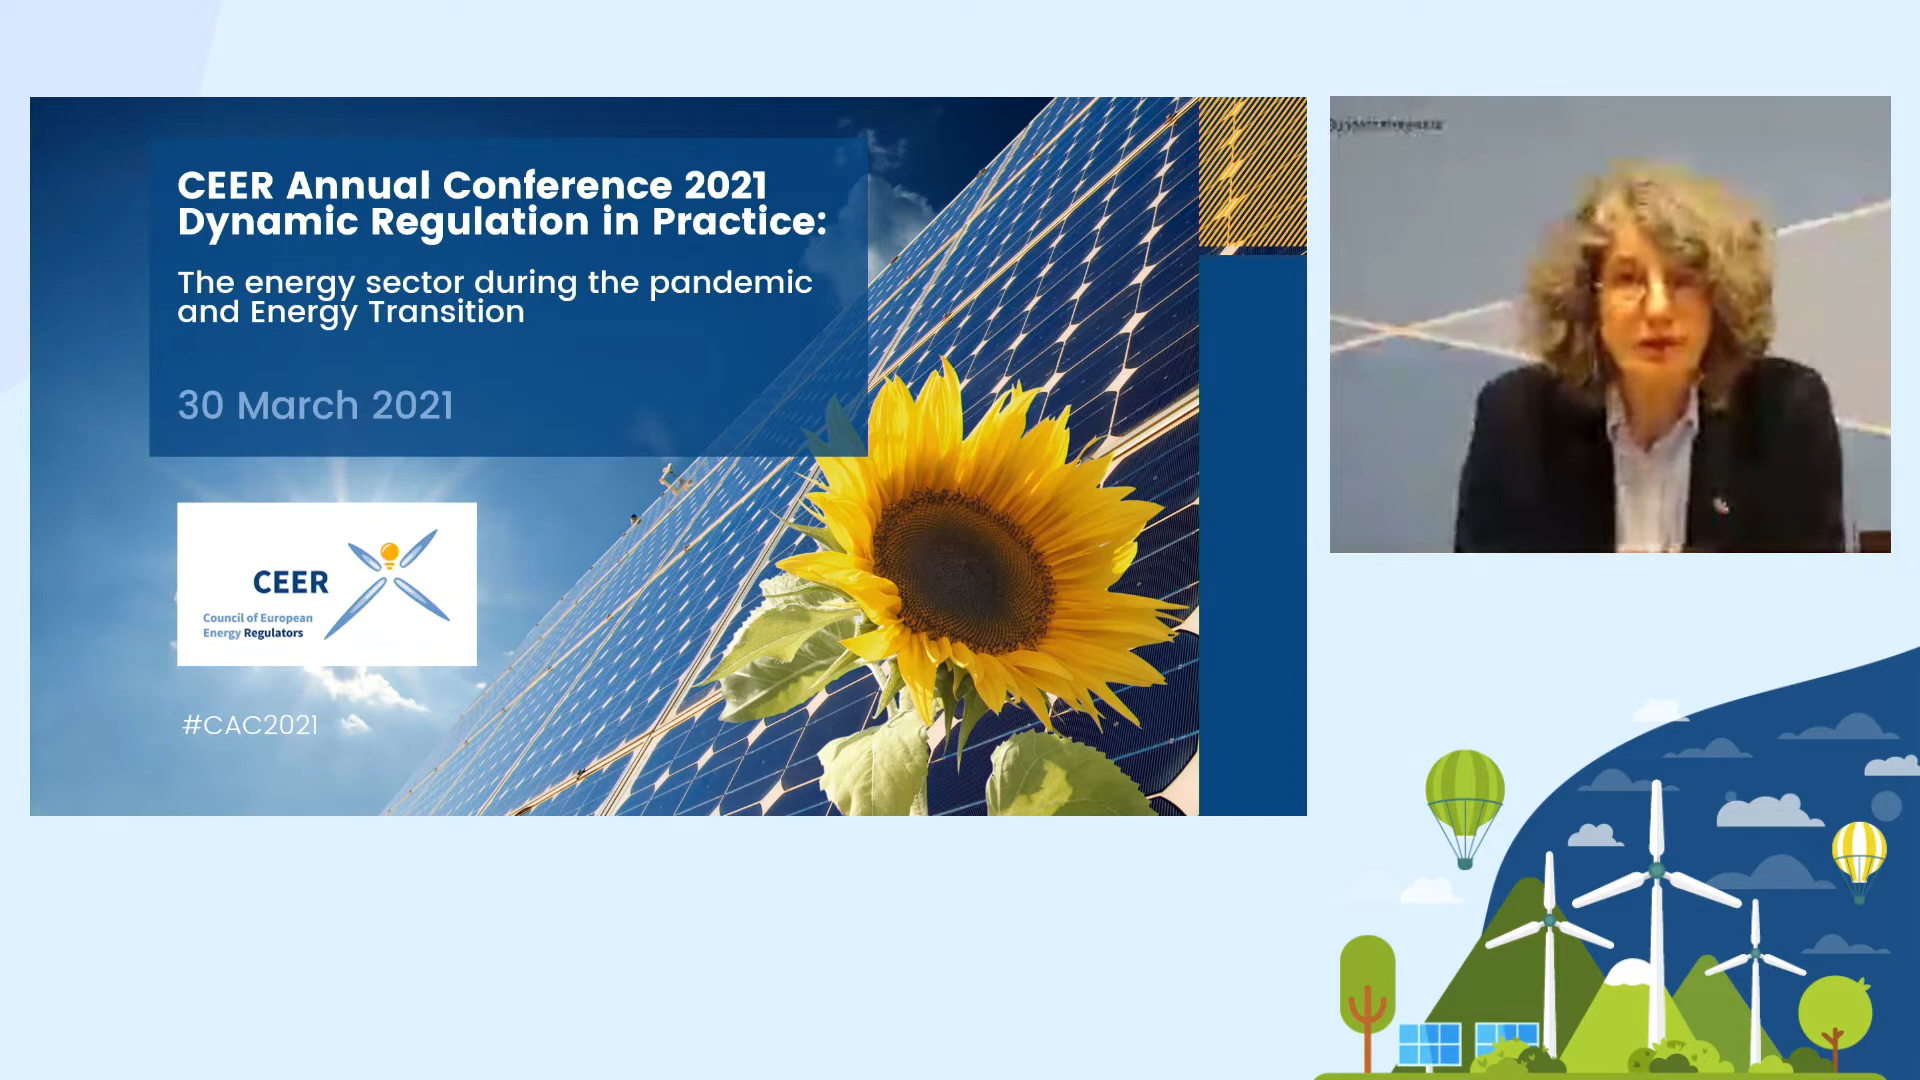 CEER Annual Conference 2021
Dynamic Regulation in Practice:
The energy sector during the pandemic
and Energy Transition
30 March 2021
CEER
Council of European
Energy Regulators
#CAC2021